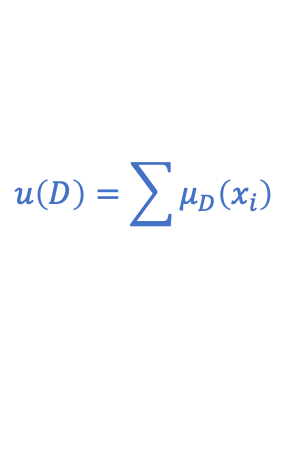 u(D) = ∑ μ_D(x_i)